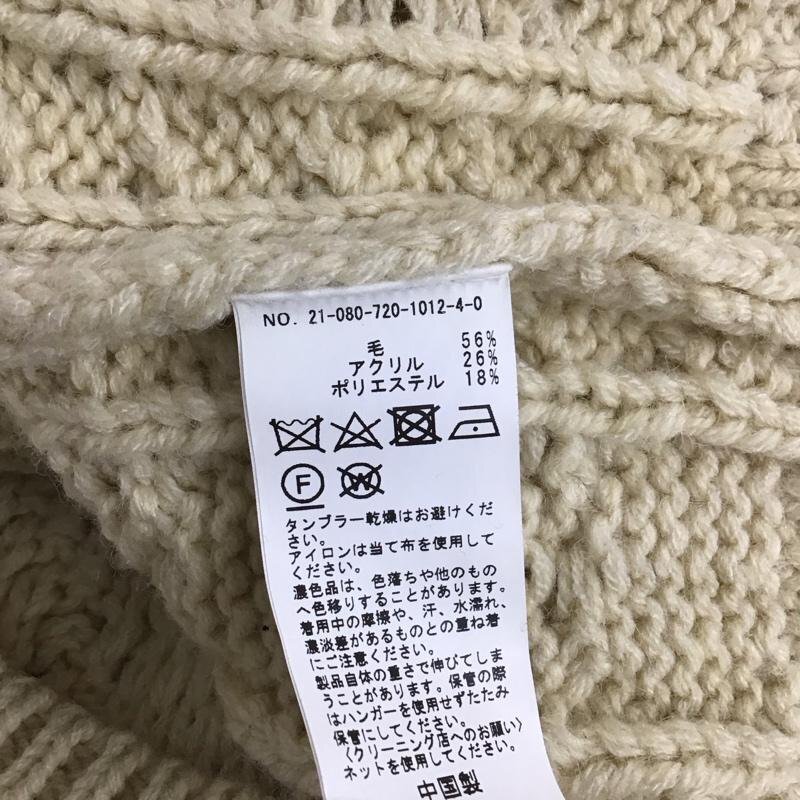 NO. 21-080-720-1012-4-0
毛 56%
アクリル 26%
ポリエステル 18%
F W
タンブラー乾燥はお避けくだ
さい。
アイロンは当て布を使用して
ください。
濃色品は、色落ちや他のもの
へ色移りすることがあります。
着用中の摩擦や、汗、水濡れ、
濃淡差があるものとの重ね着
にご注意ください。
製品自体の重さで伸びてしま
うことがあります。保管の際
はハンガーを使用せずたたみ
保管にしてください。
〈クリーニング店へのお願い〉
ネットを使用してください。
中国製